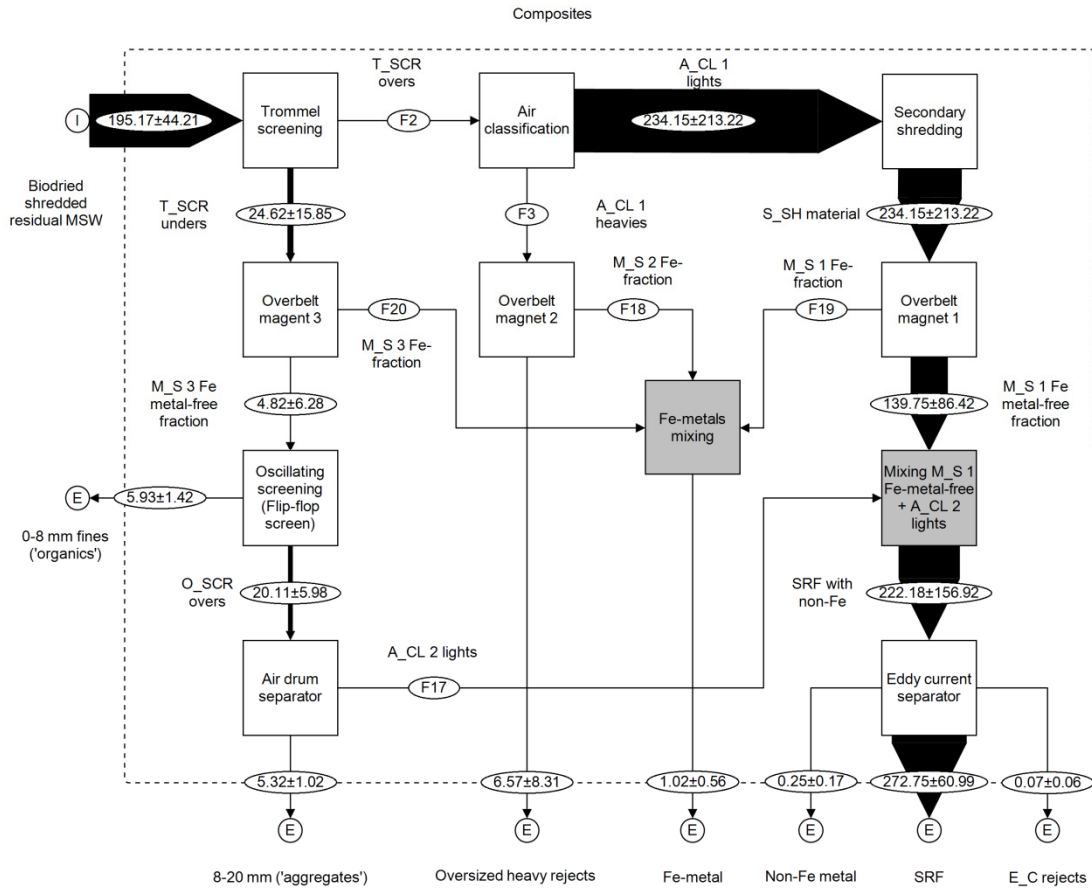 Composites
T_SCR
overs
A_CL 1
lights
I
195.17±44.21
Trommel
screening
F2
Air
classification
234.15±213.22
Secondary
shredding
Biodried
shredded
residual MSW
T_SCR
unders
24.62±15.85
F3
A_CL 1
heavies
S_SH material
234.15±213.22
Overbelt
magent 3
F20
M_S 3 Fe-
fraction
Overbelt
magnet 2
M_S 2 Fe-
fraction
F18
M_S 1 Fe-
fraction
F19
Overbelt
magnet 1
M_S 3 Fe
metal-free
fraction
4.82±6.28
Fe-metals
mixing
139.75±86.42
M_S 1 Fe
metal-free
fraction
E
5.93±1.42
0-8 mm fines
('organics')
Oscillating
screening
(Flip-flop
screen)
Mixing M_S 1
Fe-metal-free
+ A_CL 2
lights
O_SCR
overs
20.11±5.98
SRF with
non-Fe
222.18±156.92
Air drum
separator
A_CL 2 lights
F17
Eddy current
separator
5.32±1.02
6.57±8.31
1.02±0.56
0.25±0.17
272.75±60.99
0.07±0.06
E
E
E
E
E
E
8-20 mm ('aggregates')
Oversized heavy rejects
Fe-metal
Non-Fe metal
SRF
E_C rejects